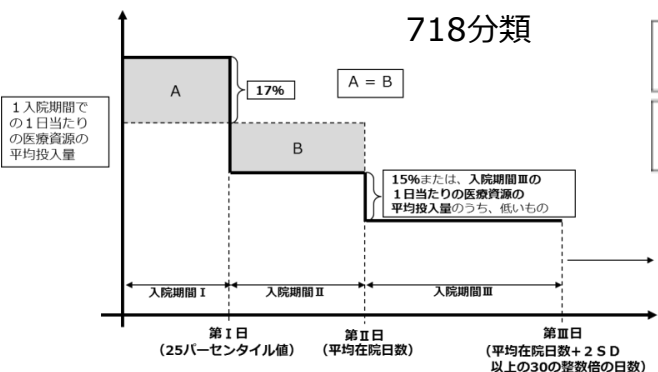 718分類
A
17%
A = B
1入院期間で
の1日当たり
の医療資源の
平均投入量
B
15%または、入院期間Ⅲの
1日当たりの医療資源の
平均投入量のうち、低いもの
入院期間Ⅰ
入院期間Ⅱ
入院期間Ⅲ
第Ⅰ日
(25パーセンタイル値)
第Ⅱ日
(平均在院日数)
第Ⅲ日
(平均在院日数+2SD
以上の30の整数倍の日数)